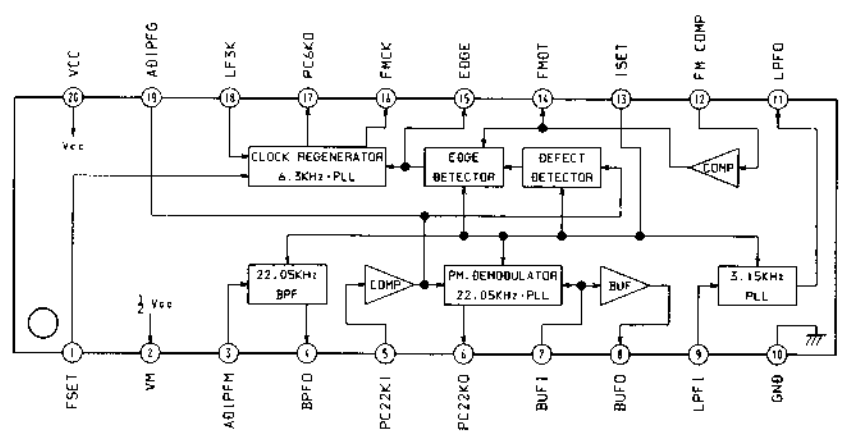 VCC
ADIPFG
LF3K
PC6KO
FMCK
EDGE
FMDT
ISET
FM COMP
LPFO
20
19
18
17
16
15
14
13
12
11
Vcc
CLOCK REGENERATOR
6.3KHz·PLL
EDGE
DETECTOR
DEFECT
DETECTOR
COMP
22.05KHz
BPF
COMP
PM.DEMODULATOR
22.05KHz·PLL
BUF
3.15KHz
PLL
1/2 Vcc
1
2
3
4
5
6
7
8
9
10
FSET
VM
ADIPFM
BPFO
PC22KI
PC22KO
BUFI
BUFO
LPFI
GND